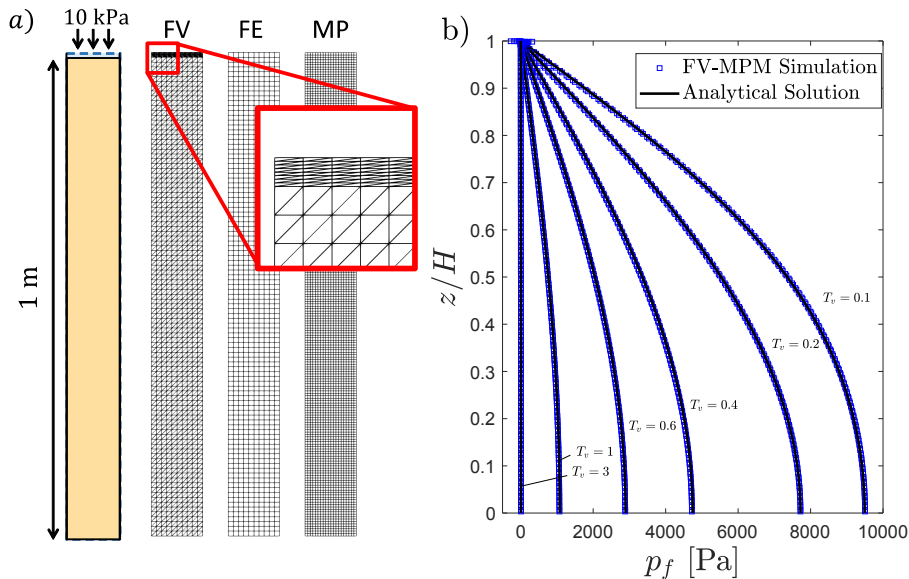 a)
10 kPa
FV
FE
MP
1 m
b)
FV-MPM Simulation
Analytical Solution
1
0.9
0.8
0.7
0.6
0.5
0.4
0.3
0.2
0.1
0
z/H
T_v = 0.1
T_v = 0.2
T_v = 0.4
T_v = 0.6
T_v = 1
T_v = 3
0
2000
4000
6000
8000
10000
p_f [Pa]